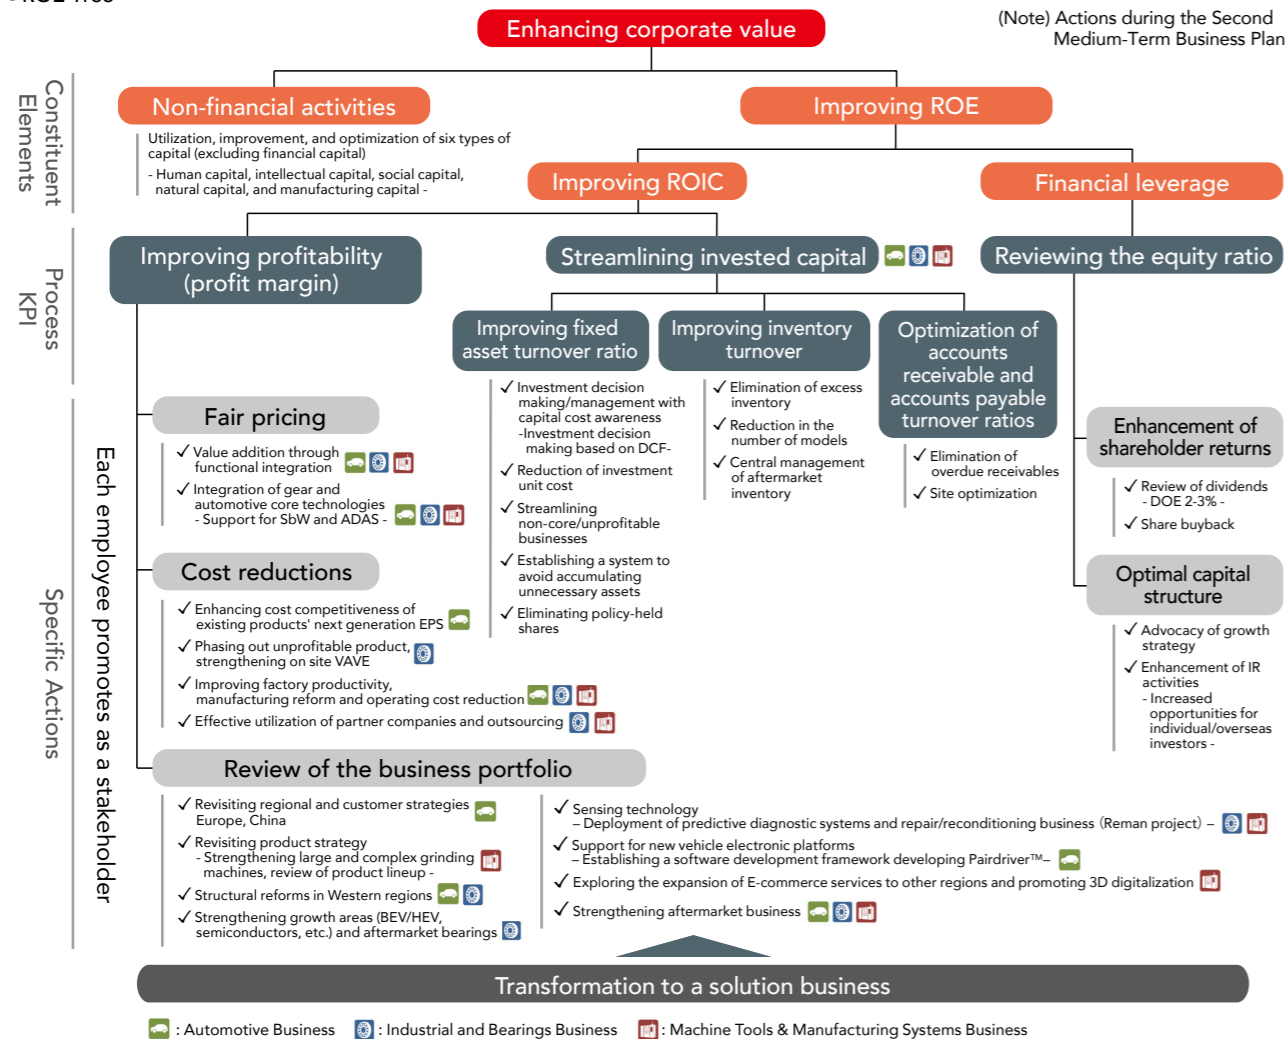 Enhancing corporate value
(Note) Actions during the Second
Medium-Term Business Plan
Constituent
Elements
Non-financial activities
Utilization, improvement, and optimization of six types of
capital (excluding financial capital)
- Human capital, intellectual capital, social capital,
natural capital, and manufacturing capital -
Improving ROE
Improving ROIC
Financial leverage
Process
KPI
Improving profitability
(profit margin)
Streamlining invested capital
Reviewing the equity ratio
Improving fixed
asset turnover ratio
✓ Investment decision
making/management with
capital cost awareness
-Investment decision
making based on DCF-
✓ Reduction of investment
unit cost
✓ Streamlining
non-core/unprofitable
businesses
✓ Establishing a system to
avoid accumulating
unnecessary assets
✓ Eliminating policy-held
shares
Improving inventory
turnover
✓ Elimination of excess
inventory
✓ Reduction in the
number of models
✓ Central management
of aftermarket
inventory
Optimization of
accounts
receivable and
accounts payable
turnover ratios
✓ Elimination of
overdue receivables
✓ Site optimization
Enhancement of
shareholder returns
✓ Review of dividends
- DOE 2-3% -
✓ Share buyback
Optimal capital
structure
✓ Advocacy of growth
strategy
✓ Enhancement of IR
activities
- Increased
opportunities for
individual/overseas
investors -
Specific Actions
Each employee promotes as a stakeholder
Fair pricing
✓ Value addition through
functional integration
✓ Integration of gear and
automotive core technologies
- Support for SbW and ADAS -
Cost reductions
✓ Enhancing cost competitiveness of
existing products' next generation EPS
✓ Phasing out unprofitable product,
strengthening on site VAVE
✓ Improving factory productivity,
manufacturing reform and operating cost reduction
✓ Effective utilization of partner companies and outsourcing
Review of the business portfolio
✓ Revisiting regional and customer strategies
Europe, China
✓ Revisiting product strategy
- Strengthening large and complex grinding
machines, review of product lineup -
✓ Structural reforms in Western regions
✓ Strengthening growth areas (BEV/HEV,
semiconductors, etc.) and aftermarket bearings
✓ Sensing technology
– Deployment of predictive diagnostic systems and repair/reconditioning business (Reman project) –
✓ Support for new vehicle electronic platforms
– Establishing a software development framework developing Pairdriver™–
✓ Exploring the expansion of E-commerce services to other regions and promoting 3D digitalization
✓ Strengthening aftermarket business
Transformation to a solution business
: Automotive Business : Industrial and Bearings Business : Machine Tools & Manufacturing Systems Business